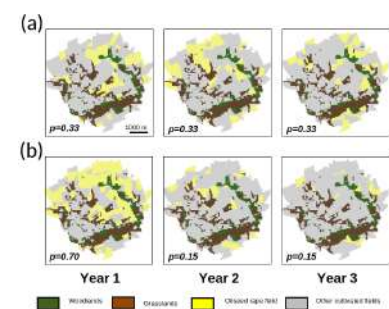 (a)
p=0.33
1000 m
p=0.33
p=0.33
(b)
p=0.70
p=0.15
p=0.15
Year 1 Year 2 Year 3
Woodlands Grasslands Oilseed rape field Other cultivated fields